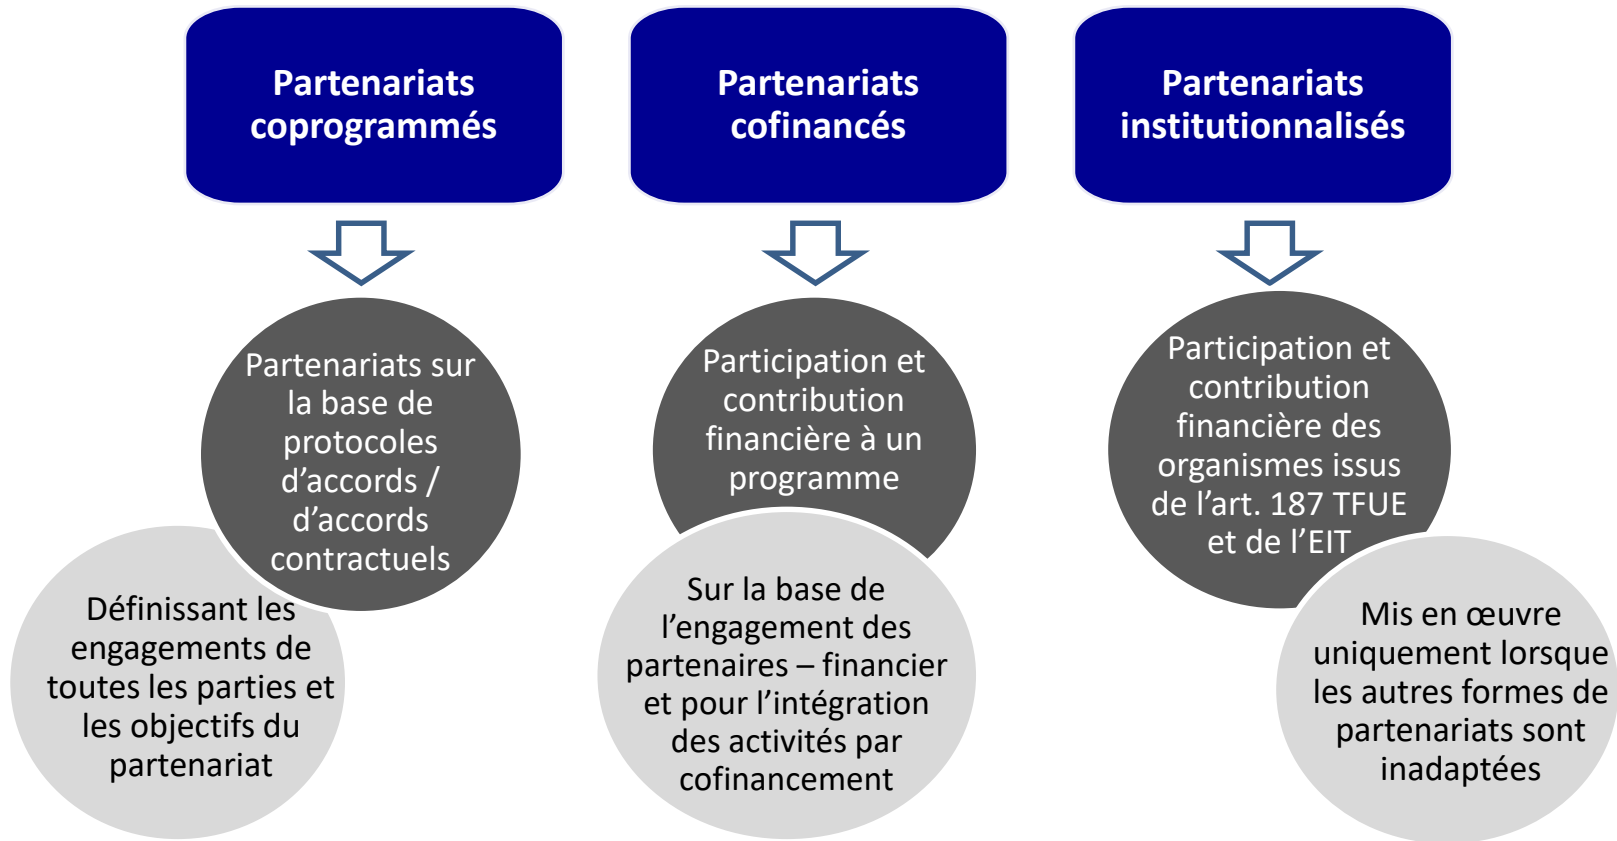 Partenariats
coprogrammés
Partenariats sur
la base de
protocoles
d’accords /
d’accords
contractuels
Définissant les
engagements de
toutes les parties et
les objectifs du
partenariat
Partenariats
cofinancés
Participation et
contribution
financière à un
programme
Sur la base de
l’engagement des
partenaires – financier
et pour l’intégration
des activités par
cofinancement
Partenariats
institutionnalisés
Participation et
contribution
financière des
organismes issus
de l’art. 187 TFUE
et de l’EIT
Mis en œuvre
uniquement lorsque
les autres formes de
partenariats sont
inadaptées